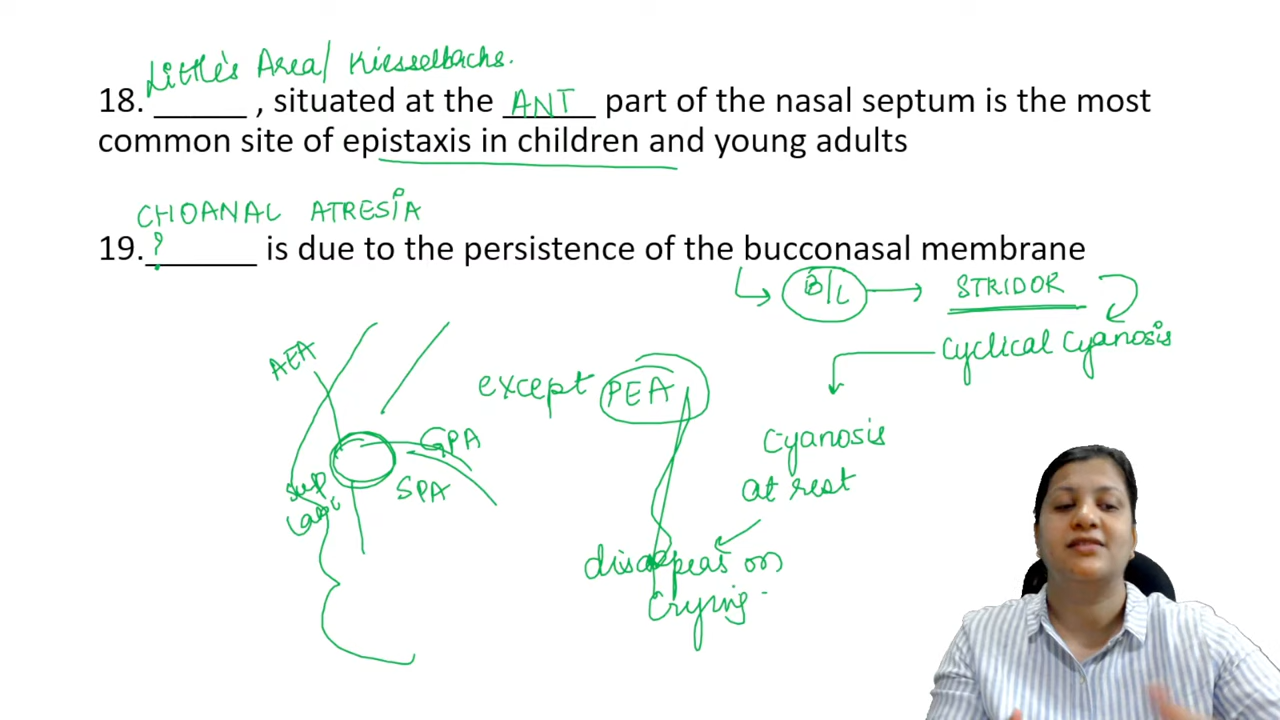 Little's Area/ Kiesselbachs.
18. ______ , situated at the ANT part of the nasal septum is the most
common site of epistaxis in children and young adults
CHOANAL ATRESIA
19. ?______ is due to the persistence of the bucconasal membrane
B/L → STRIDOR
Cyclical Cyanosis
AEA
except PEA
GPA
Cyanosis
Sup
SPA
at rest
disappears on
Crying